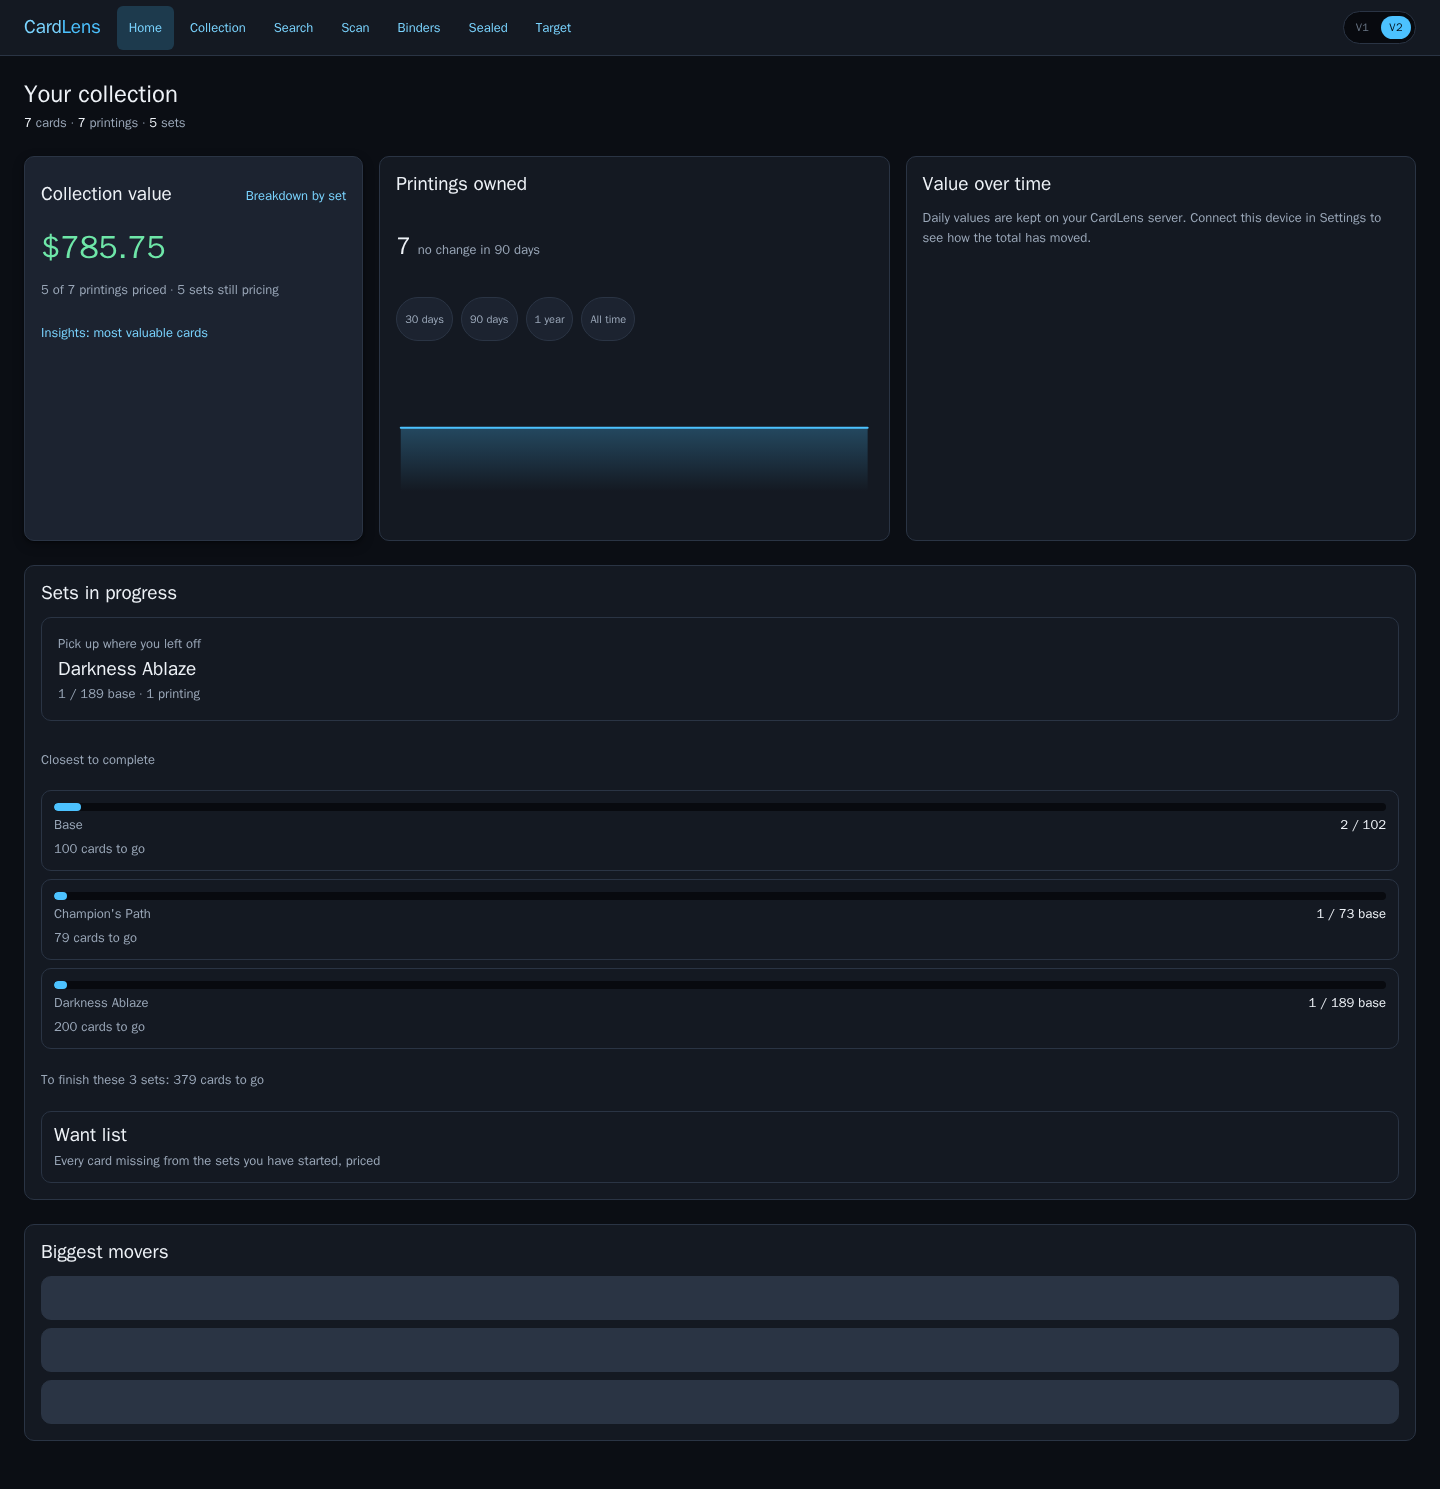 CardLens Home Collection Search Scan Binders Sealed Target V1 V2
Your collection
7 cards · 7 printings · 5 sets
Collection value Breakdown by set
$785.75
5 of 7 printings priced · 5 sets still pricing
Insights: most valuable cards
Printings owned
7 no change in 90 days
30 days 90 days 1 year All time
Value over time
Daily values are kept on your CardLens server. Connect this device in Settings to
see how the total has moved.
Sets in progress
Pick up where you left off
Darkness Ablaze
1 / 189 base · 1 printing
Closest to complete
Base 2 / 102
100 cards to go
Champion's Path 1 / 73 base
79 cards to go
Darkness Ablaze 1 / 189 base
200 cards to go
To finish these 3 sets: 379 cards to go
Want list
Every card missing from the sets you have started, priced
Biggest movers